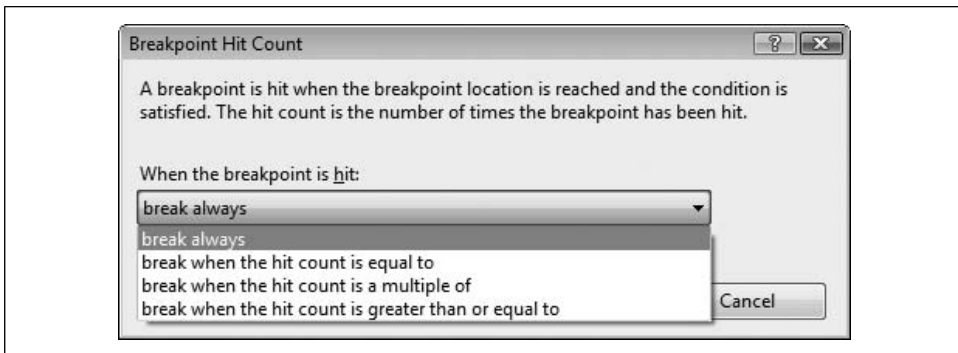 Breakpoint Hit Count
A breakpoint is hit when the breakpoint location is reached and the condition is
satisfied. The hit count is the number of times the breakpoint has been hit.
When the breakpoint is hit:
break always
break always
break when the hit count is equal to
break when the hit count is a multiple of
break when the hit count is greater than or equal to
Cancel